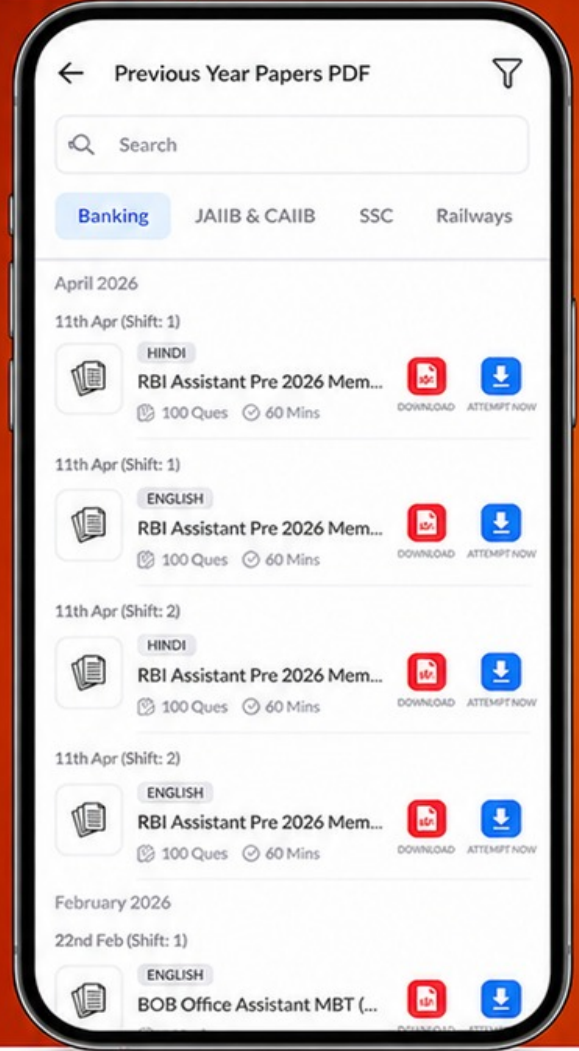 Previous Year Papers PDF
Search
Banking JAIIB & CAIIB SSC Railways
April 2026
11th Apr (Shift: 1)
HINDI
RBI Assistant Pre 2026 Mem...
100 Ques 60 Mins
DOWNLOAD ATTEMPT NOW
11th Apr (Shift: 1)
ENGLISH
RBI Assistant Pre 2026 Mem...
100 Ques 60 Mins
DOWNLOAD ATTEMPT NOW
11th Apr (Shift: 2)
HINDI
RBI Assistant Pre 2026 Mem...
100 Ques 60 Mins
DOWNLOAD ATTEMPT NOW
11th Apr (Shift: 2)
ENGLISH
RBI Assistant Pre 2026 Mem...
100 Ques 60 Mins
DOWNLOAD ATTEMPT NOW
February 2026
22nd Feb (Shift: 1)
ENGLISH
BOB Office Assistant MBT (...